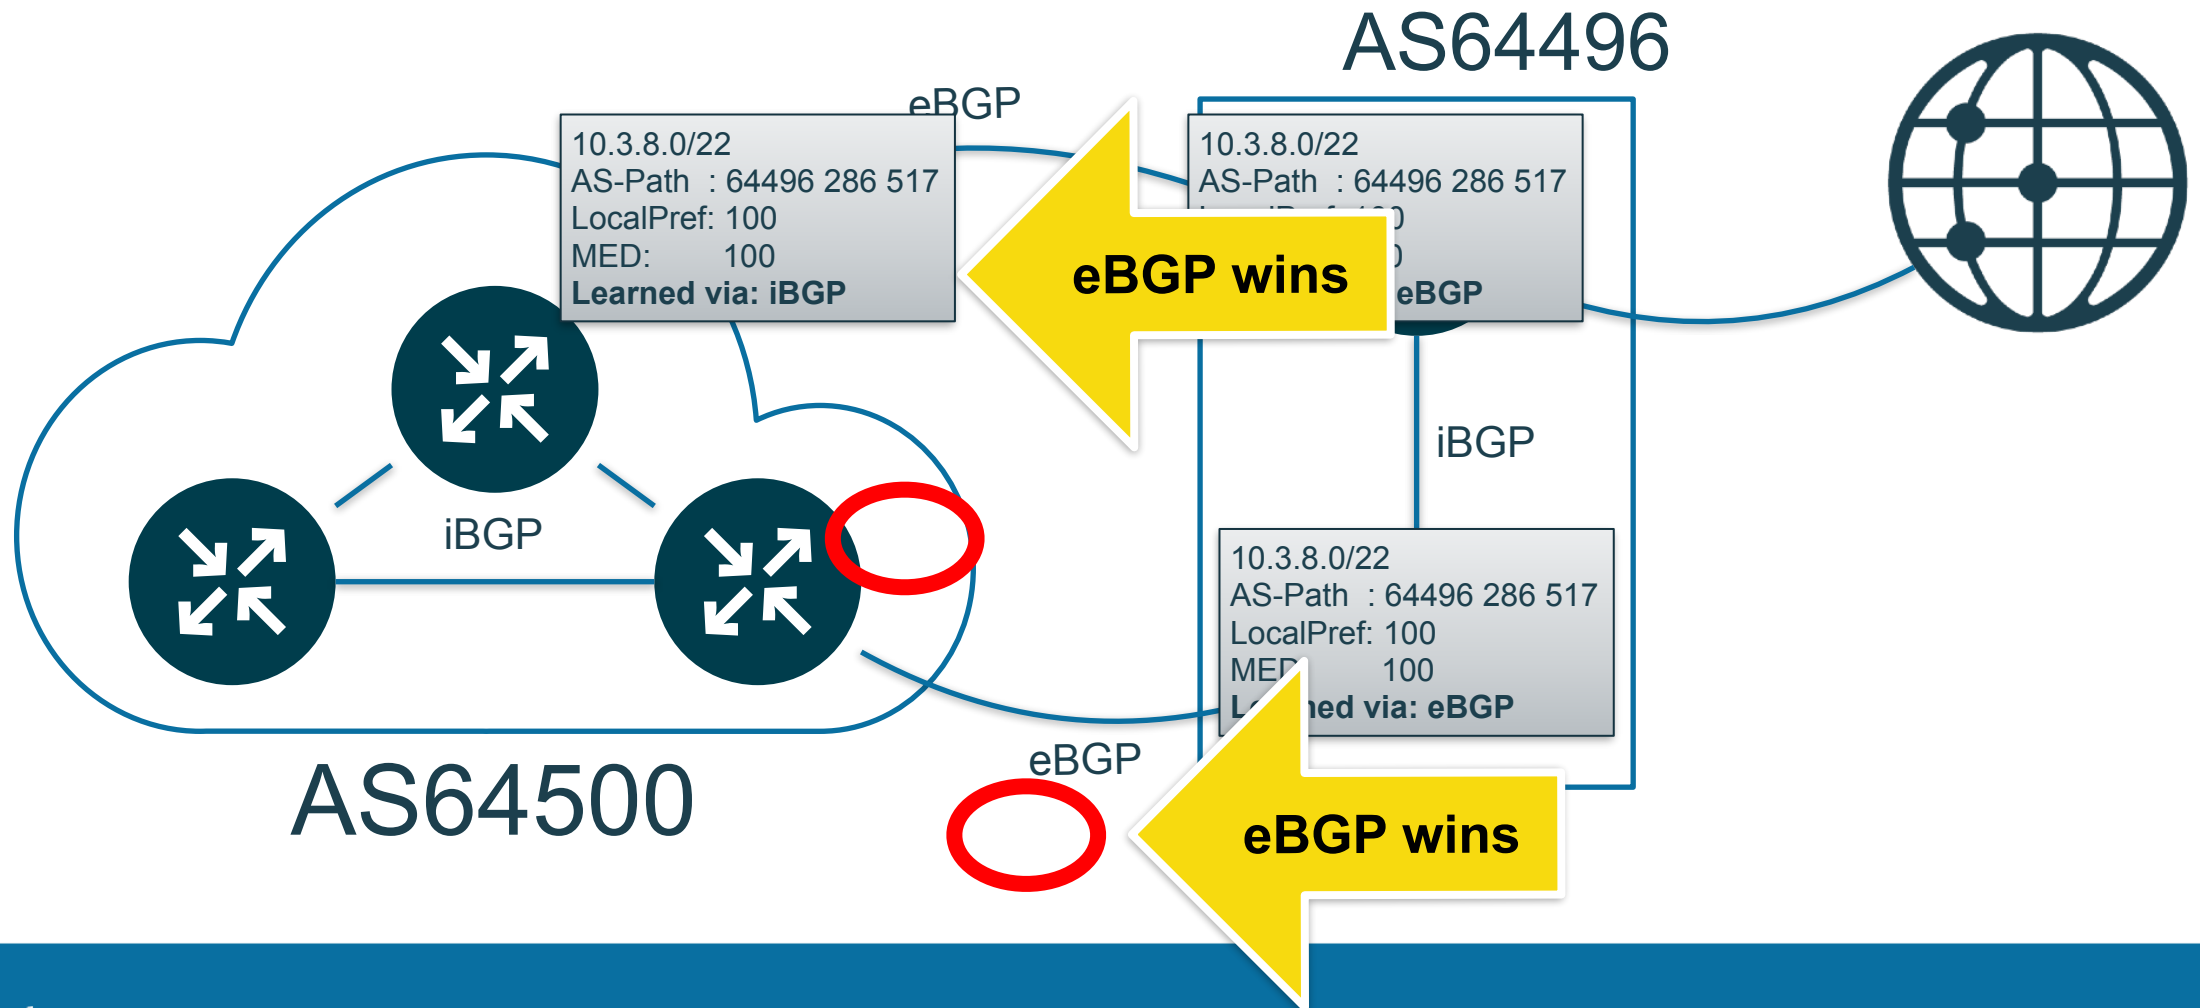 AS64496
eBGP
10.3.8.0/22
AS-Path : 64496 286 517
LocalPref: 100
MED: 100
Learned via: iBGP
10.3.8.0/22
AS-Path : 64496 286 517
eBGP
eBGP wins
iBGP
iBGP
10.3.8.0/22
AS-Path : 64496 286 517
LocalPref: 100
100
via: eBGP
eBGP
AS64500
eBGP wins